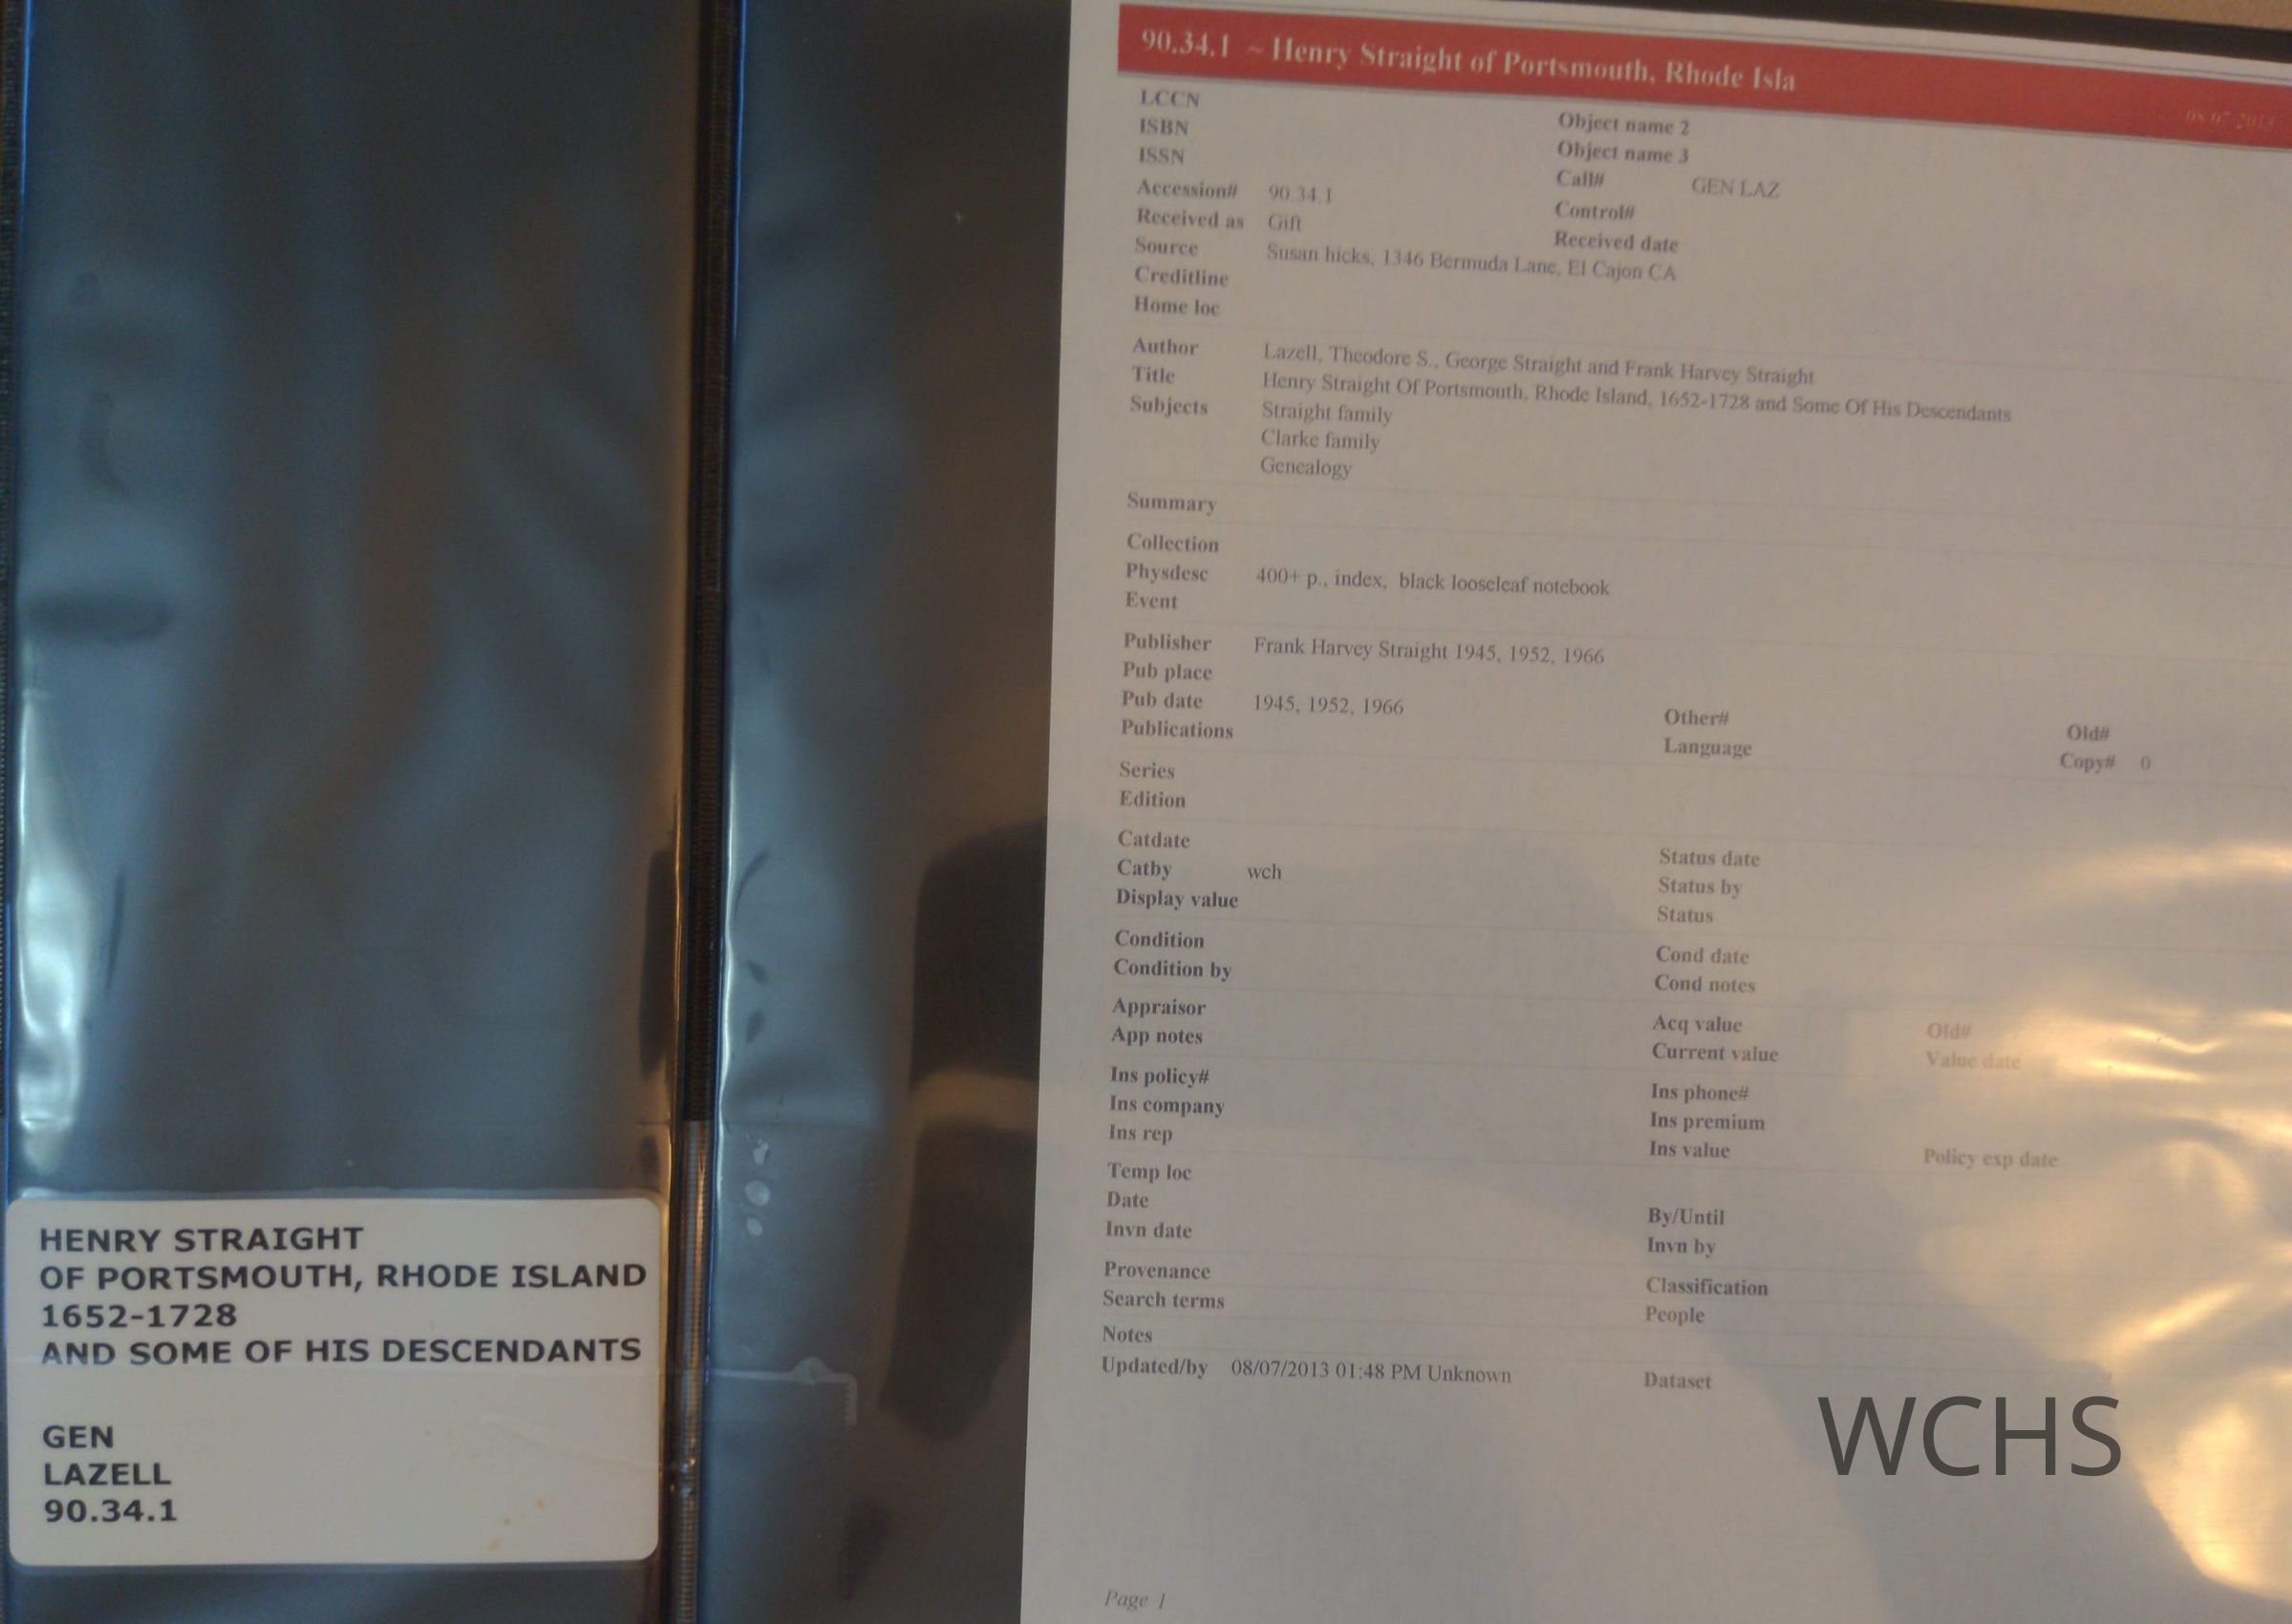 HENRY STRAIGHT
OF PORTSMOUTH, RHODE ISLAND
1652-1728
AND SOME OF HIS DESCENDANTS
GEN
LAZELL
90.34.1
90.34.1 ~ Henry Straight of Portsmouth, Rhode Isla
LCCN
ISBN Object name 2
ISSN Object name 3
Accession# 90.34.1 Call# GEN LAZ
Received as Gift Control#
Source Susan hicks, 1346 Bermuda Lane, El Cajon CA Received date
Creditline
Home loc
Author Lazell, Theodore S., George Straight and Frank Harvey Straight
Title Henry Straight Of Portsmouth, Rhode Island, 1652-1728 and Some Of His Descendants
Subjects Straight family
Clarke family
Genealogy
Summary
Collection
Physdesc 400+ p., index, black looseleaf notebook
Event
Publisher Frank Harvey Straight 1945, 1952, 1966
Pub place
Pub date 1945, 1952, 1966 Other# Old#
Publications Language Copy# 0
Series
Edition
Catdate Status date
Catby wch Status by
Display value Status
Condition Cond date
Condition by Cond notes
Appraisor Acq value Old#
App notes Current value Value date
Ins policy# Ins phone#
Ins company Ins premium
Ins rep Ins value Policy exp date
Temp loc
Date By/Until
Invn date Invn by
Provenance Classification
Search terms People
Notes
Updated/by 08/07/2013 01:48 PM Unknown Dataset
WCHS
Page 1